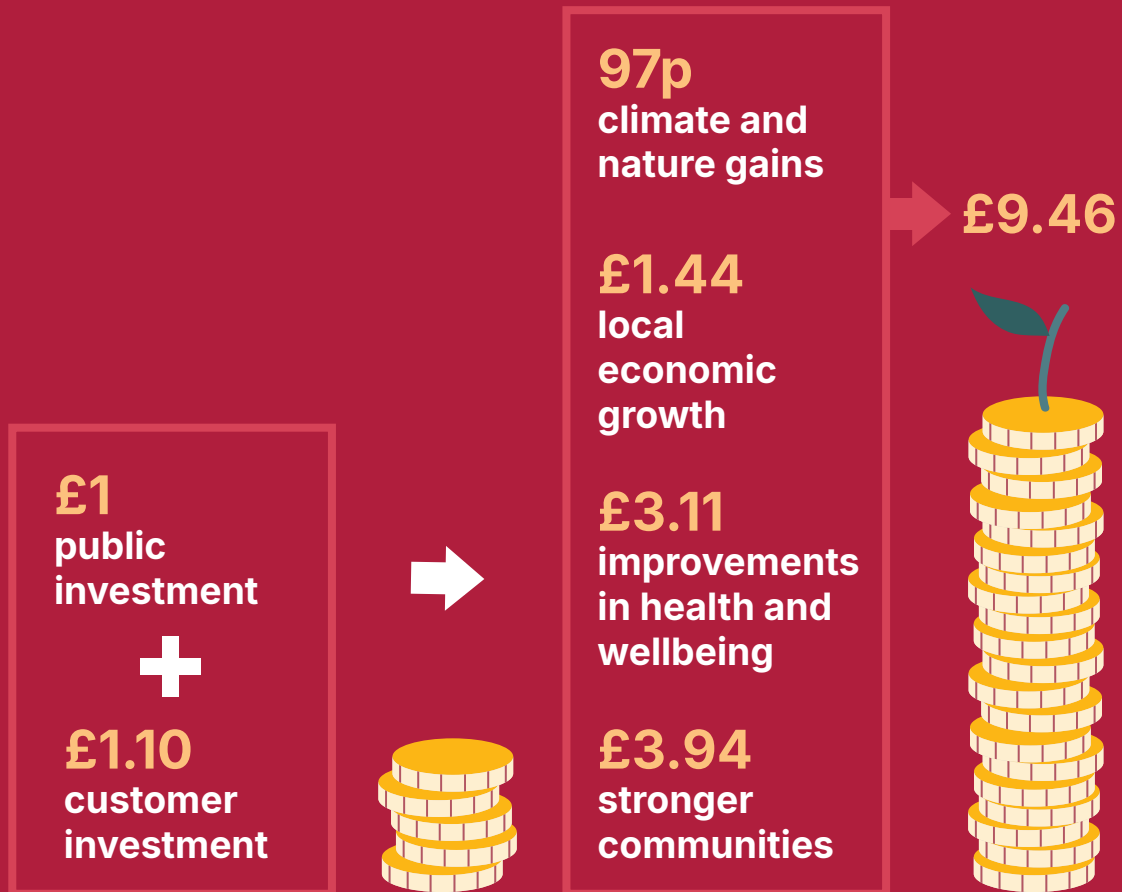 £1
public
investment
£1.10
customer
investment
97p
climate and
nature gains
£1.44
local
economic
growth
£3.11
improvements
in health and
wellbeing
£3.94
stronger
communities
£9.46